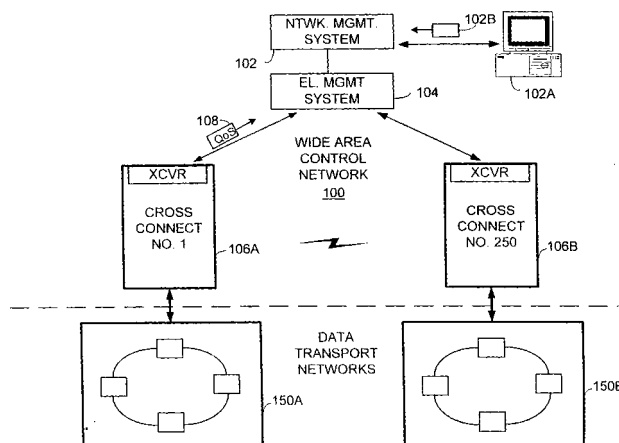 NTWK. MGMT.
SYSTEM
102
102B
102A
EL. MGMT
SYSTEM
104
108
QoS
WIDE AREA
CONTROL
NETWORK
100
XCVR
CROSS
CONNECT
NO. 1
106A
XCVR
CROSS
CONNECT
NO. 250
106B
DATA
TRANSPORT
NETWORKS
150A
150B